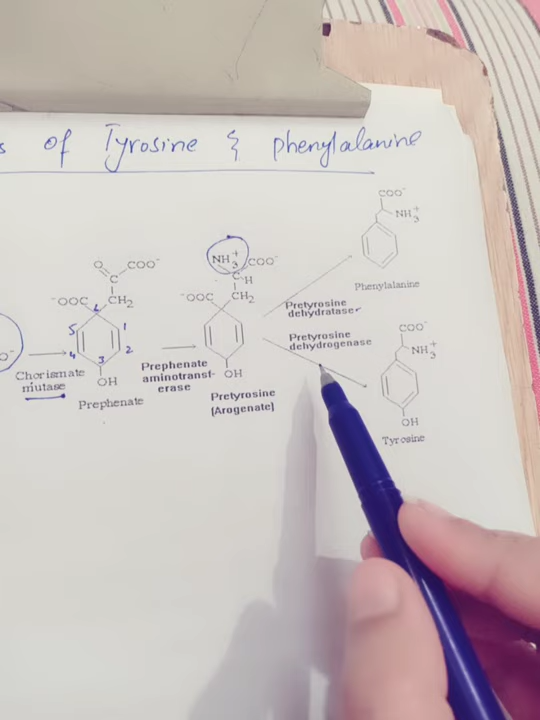 s of Tyrosine & phenylalanine
COO⁻
NH₃⁺
Phenylalanine
O COO⁻
C
⁻OOC CH₂
5 1
4 3 2
OH
Prephenate
Chorismate
mutase
O⁻
Prephenate
aminotransf-
erase
NH₃⁺ COO⁻
C H
⁻OOC CH₂
OH
Pretyrosine
(Arogenate)
Pretyrosine
dehydratase
Pretyrosine
dehydrogenase
COO⁻
NH₃⁺
OH
Tyrosine